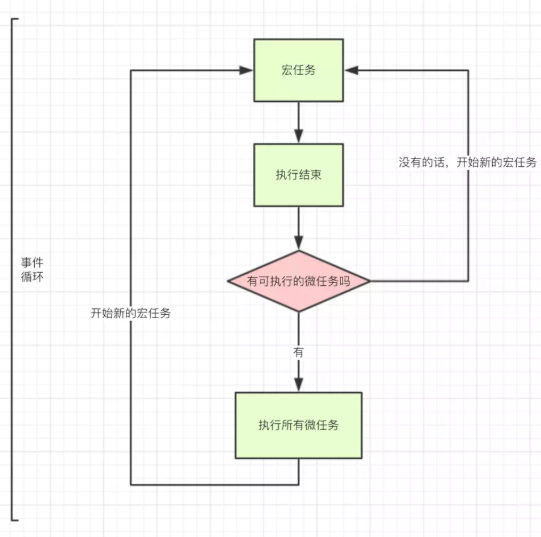 宏任务
没有的话，开始新的宏任务
执行结束
事件
循环
有可执行的微任务吗
开始新的宏任务
有
执行所有微任务